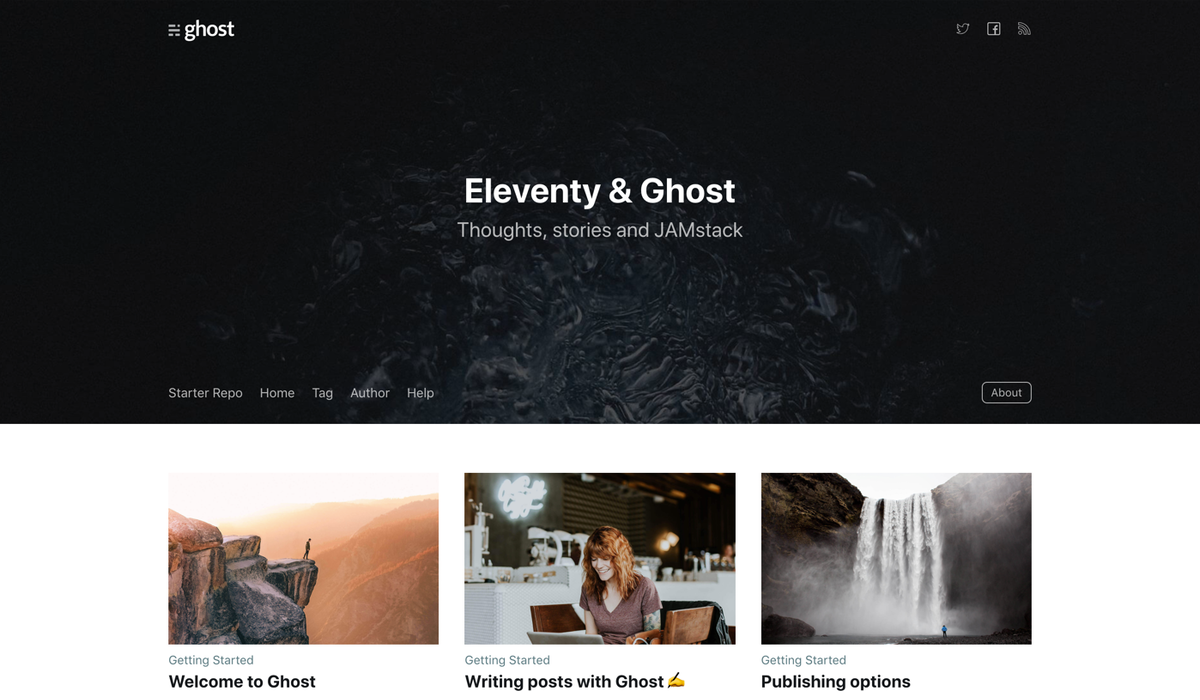 ghost
Eleventy & Ghost
Thoughts, stories and JAMstack
Starter Repo Home Tag Author Help About
Getting Started Getting Started Getting Started
Welcome to Ghost Writing posts with Ghost ✍️ Publishing options